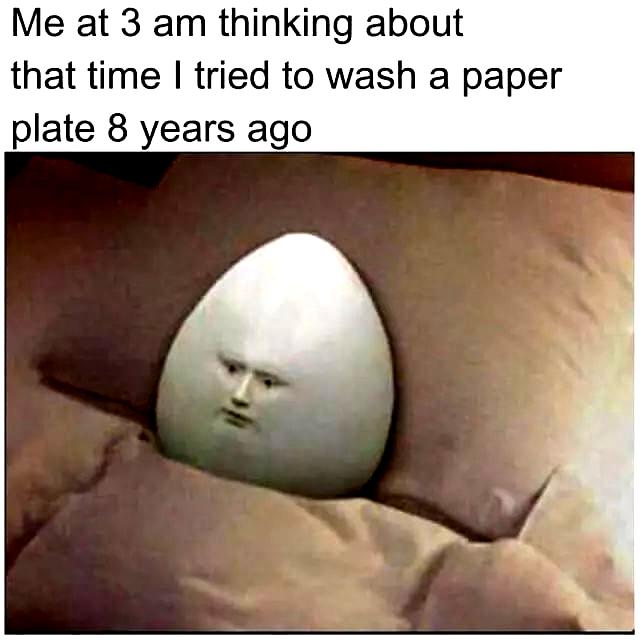 Me at 3 am thinking about
that time I tried to wash a paper
plate 8 years ago